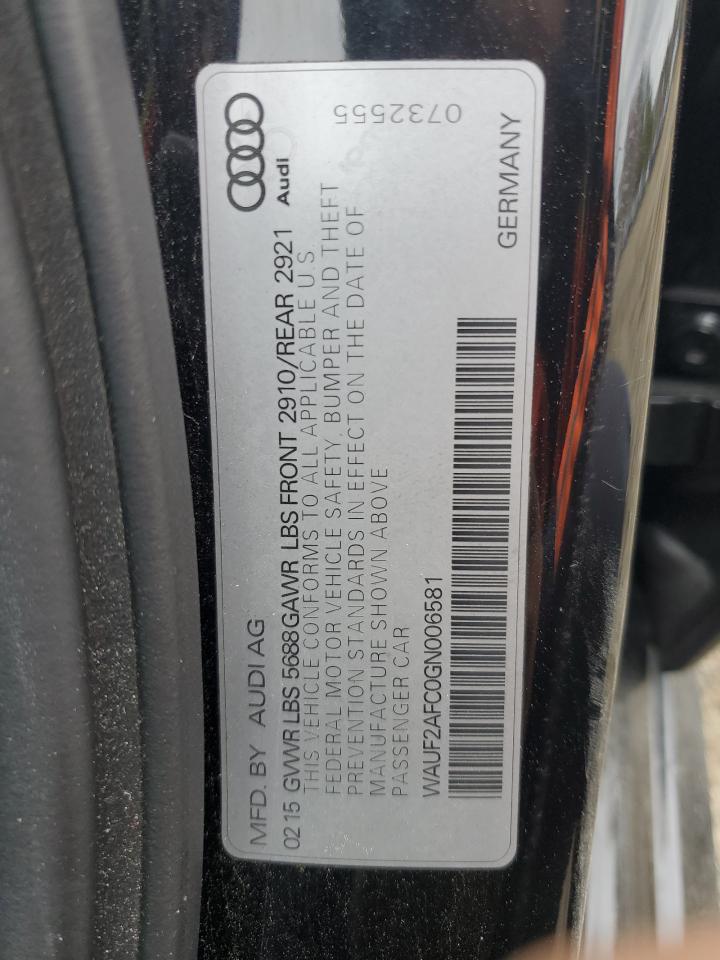 MFD. BY AUDI AG
0215 GVWR LBS 5688 GAWR LBS FRONT 2910/REAR 2921
THIS VEHICLE CONFORMS TO ALL APPLICABLE U.S
FEDERAL MOTOR VEHICLE SAFETY, BUMPER AND THEFT
PREVENTION STANDARDS IN EFFECT ON THE DATE OF
MANUFACTURE SHOWN ABOVE
PASSENGER CAR
WAUF2AFC0GN006581
GERMANY
Audi
0732555